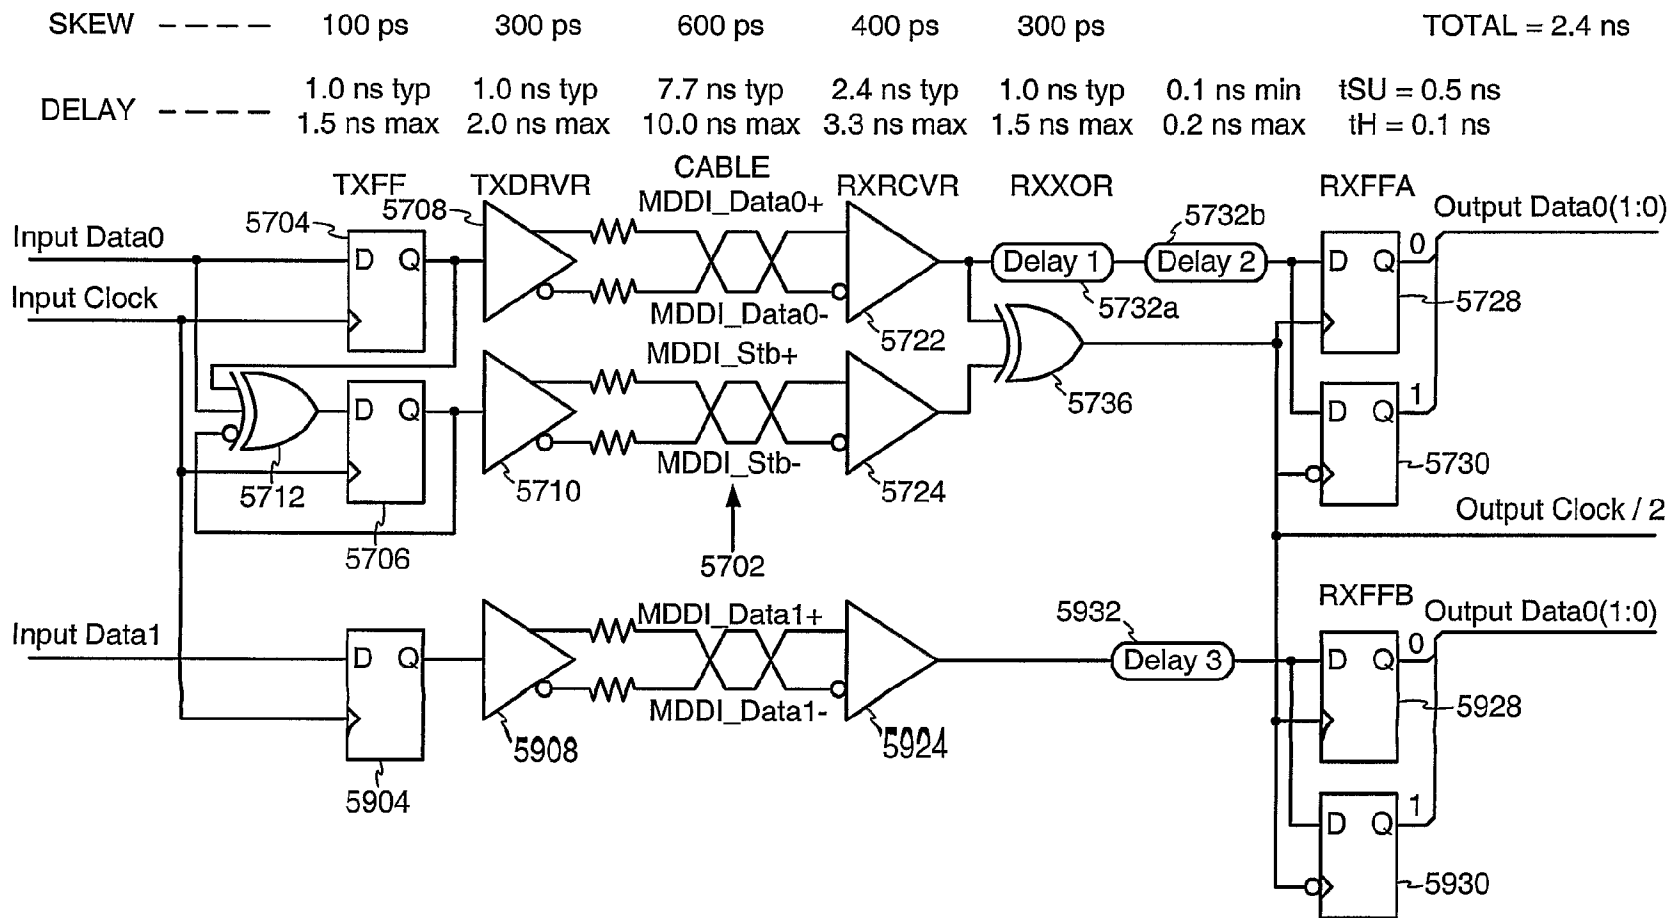 SKEW 100 ps 300 ps 600 ps 400 ps 300 ps TOTAL = 2.4 ns
DELAY 1.0 ns typ 1.0 ns typ 7.7 ns typ 2.4 ns typ 1.0 ns typ 0.1 ns min tSU = 0.5 ns
1.5 ns max 2.0 ns max 10.0 ns max 3.3 ns max 1.5 ns max 0.2 ns max tH = 0.1 ns
TXFF TXDRVR CABLE RXRCVR RXXOR RXFFA
MDDI_Data0+
5704 5708 5732b Output Data0(1:0)
Input Data0
D Q Delay 1 Delay 2 D Q 0
Input Clock
MDDI_Data0- 5722 5732a 5728
MDDI_Stb+
D Q 5736 D Q 1
MDDI_Stb-
5712 5710 5724 5730
Output Clock / 2
5706 5702
RXFFB
Input Data1 MDDI_Data1+ 5932 Output Data0(1:0)
D Q Delay 3 D Q 0
MDDI_Data1- 5928
5908 5924
5904
D Q 1
5930